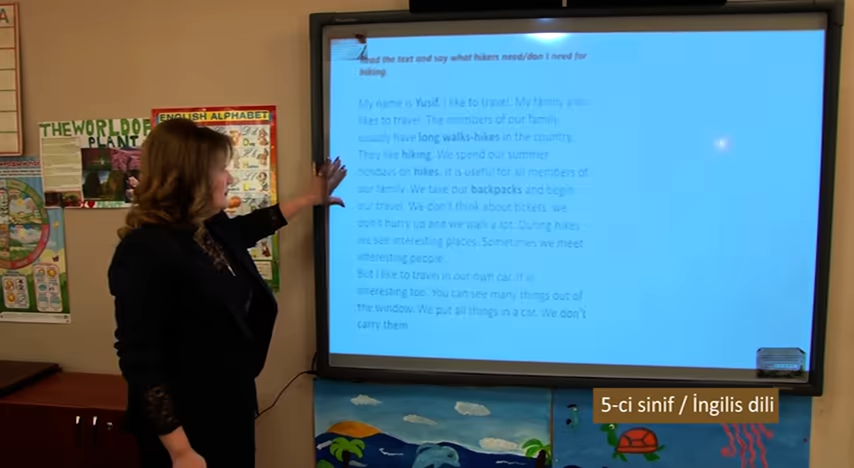 THE WORLD OF
PLANT
ENGLISH ALPHABET
Read the text and say what hikers need/don't need for
hiking.
My name is Yusif. I like to travel. My family also
likes to travel. The members of our family
usually have long walks-hikes in the country.
They like hiking. We spend our summer
holidays on hikes. It is useful for all members of
our family. We take our backpacks and begin
our travel. We don't think about tickets, we
don't hurry up and we walk a lot. During hikes
we see interesting places. Sometimes we meet
interesting people.
But I like to travel in our own car. It is
interesting too. You can see many things out of
the window. We put all things in a car. We don't
carry them
5-ci sinif / İngilis dili